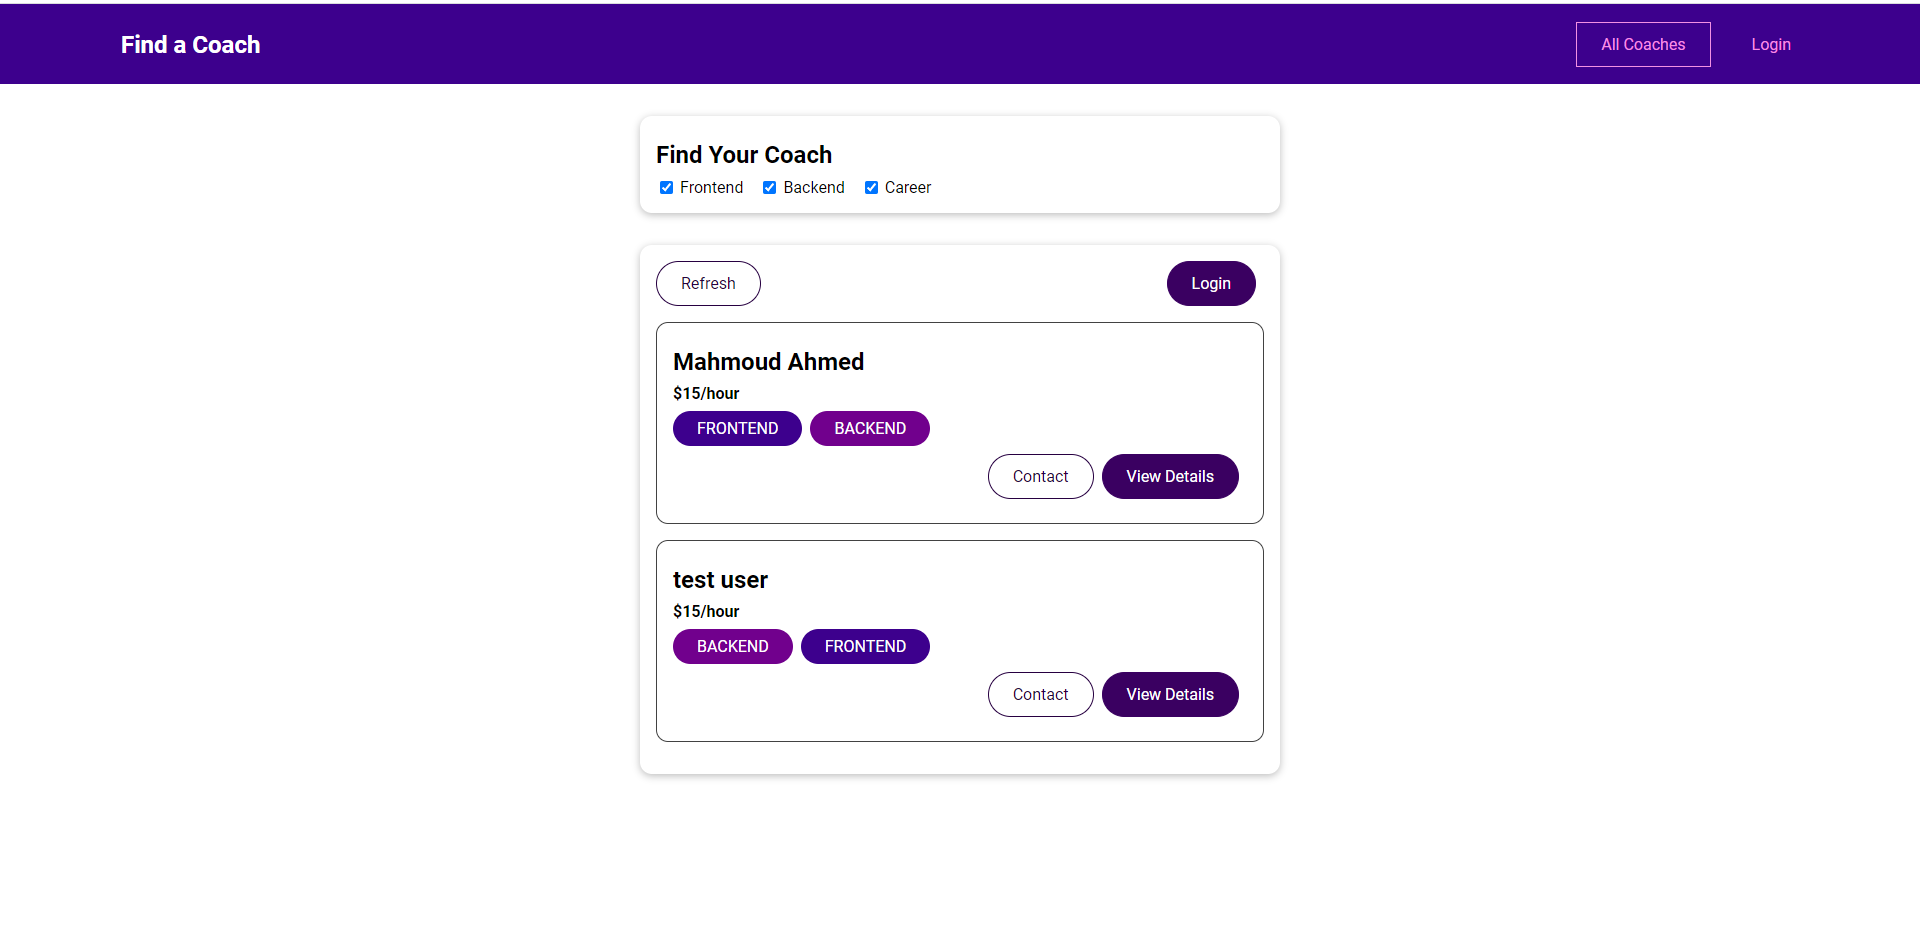 Find a Coach All Coaches Login
Find Your Coach
Frontend Backend Career
Refresh Login
Mahmoud Ahmed
$15/hour
FRONTEND BACKEND
Contact View Details
test user
$15/hour
BACKEND FRONTEND
Contact View Details